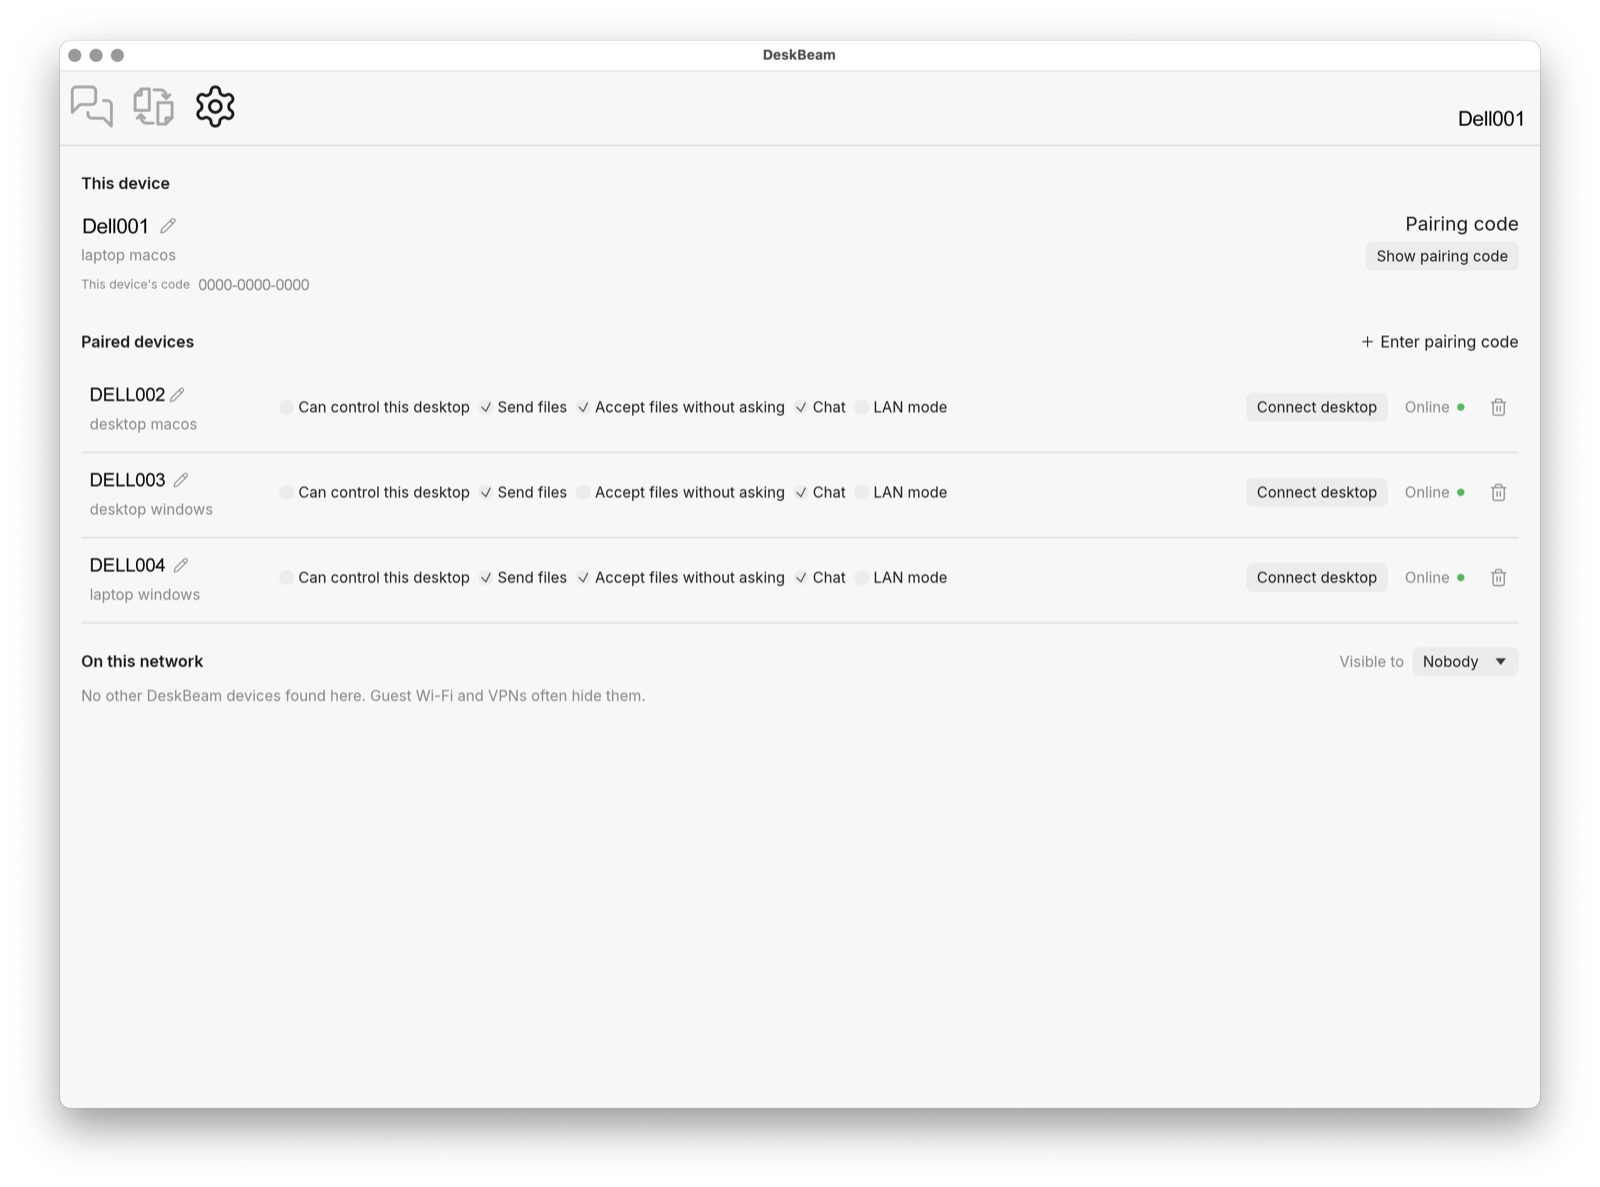 DeskBeam
Dell001
This device
Dell001
Pairing code
laptop macos
Show pairing code
This device's code 0000-0000-0000
Paired devices
+ Enter pairing code
DELL002
desktop macos
Can control this desktop Send files Accept files without asking Chat LAN mode
Connect desktop Online
DELL003
desktop windows
Can control this desktop Send files Accept files without asking Chat LAN mode
Connect desktop Online
DELL004
laptop windows
Can control this desktop Send files Accept files without asking Chat LAN mode
Connect desktop Online
On this network
Visible to Nobody
No other DeskBeam devices found here. Guest Wi-Fi and VPNs often hide them.